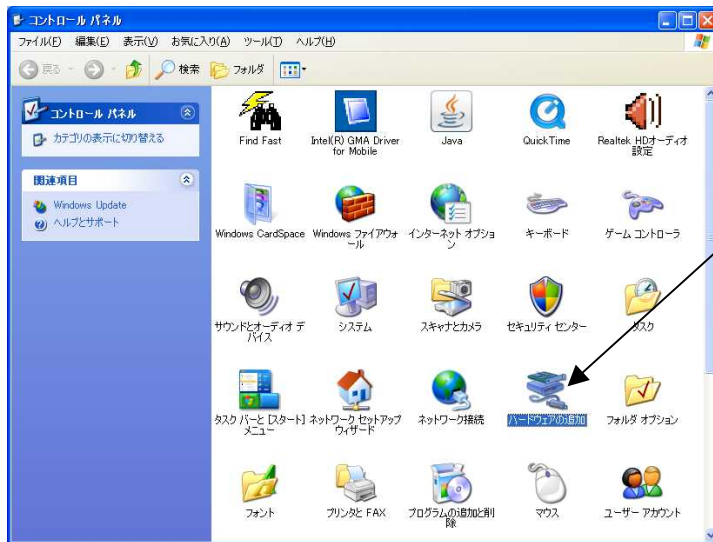 コントロール パネル
ファイル(F) 編集(E) 表示(V) お気に入り(A) ツール(T) ヘルプ(H)
戻る 検索 フォルダ
コントロール パネル
カテゴリの表示に切り替える
関連項目
Windows Update
ヘルプとサポート
Find Fast
Intel(R) GMA Driver
for Mobile
Java
QuickTime
Realtek HDオーディオ
設定
Windows CardSpace
Windows ファイアウォ
ール
インターネット オプショ
ン
キーボード
ゲーム コントローラ
サウンドとオーディオ デ
バイス
システム
スキャナとカメラ
セキュリティ センター
タスク
タスク バーと [スタート]
メニュー
ネットワーク セットアップ
ウィザード
ネットワーク接続
ハードウェアの追加
フォルダ オプション
フォント
プリンタと FAX
プログラムの追加と削
除
マウス
ユーザー アカウント